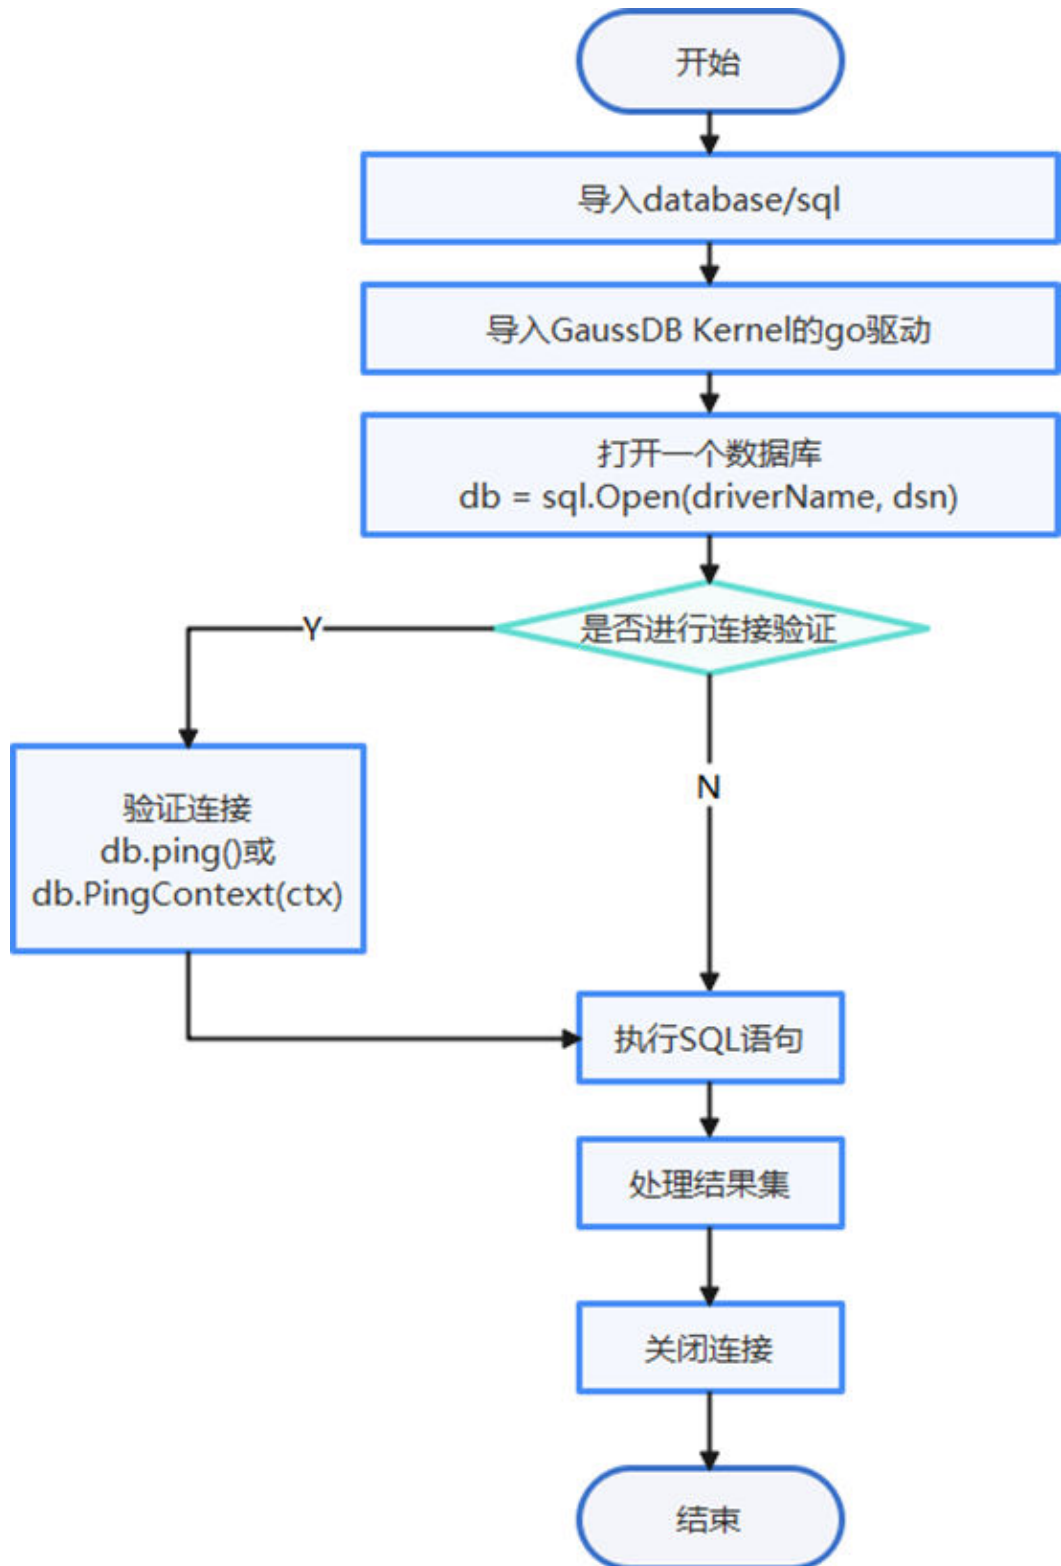 开始
导入database/sql
导入GaussDB Kernel的go驱动
打开一个数据库
db = sql.Open(driverName, dsn)
是否进行连接验证
Y
N
验证连接
db.ping()或
db.PingContext(ctx)
执行SQL语句
处理结果集
关闭连接
结束